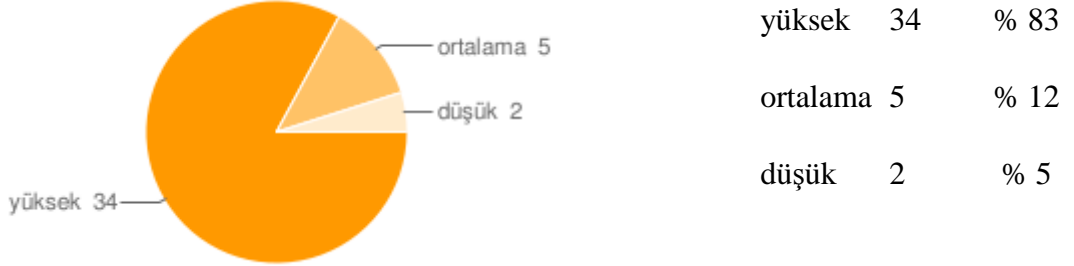 ortalama 5
düşük 2
yüksek 34
yüksek 34 % 83
ortalama 5 % 12
düşük 2 % 5